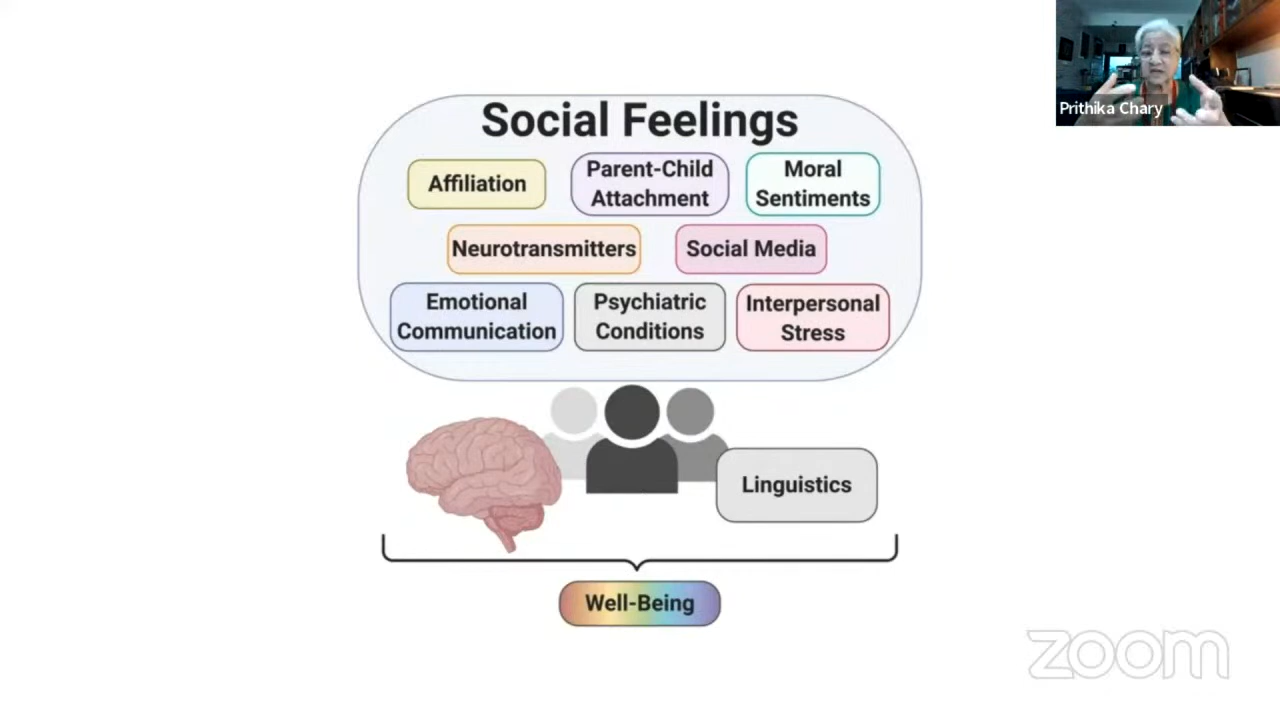 Prithika Chary
Social Feelings
Affiliation
Parent-Child
Attachment
Moral
Sentiments
Neurotransmitters
Social Media
Emotional
Communication
Psychiatric
Conditions
Interpersonal
Stress
Linguistics
Well-Being
zoom